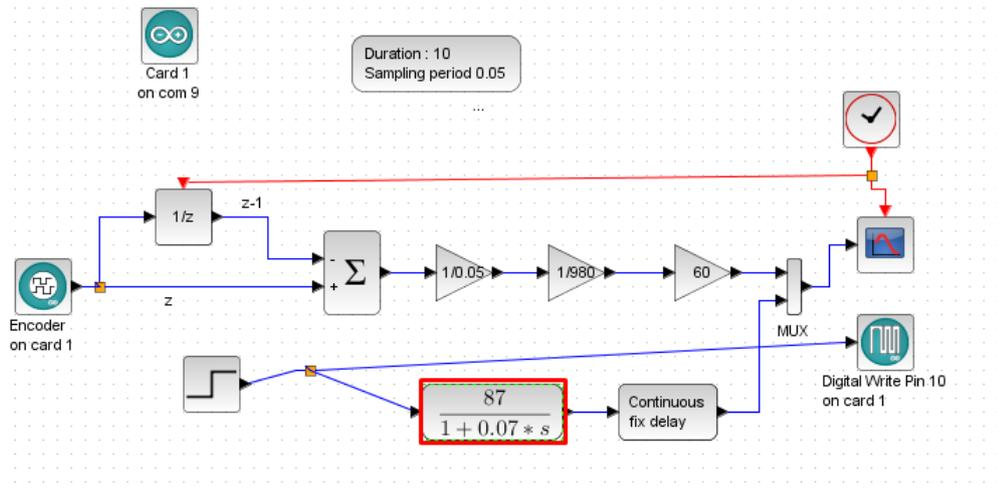 Card 1
on com 9
Duration : 10
Sampling period 0.05
...
1/z
z-1
-
+
Σ
1/0.05
1/980
60
z
Encoder
on card 1
MUX
Digital Write Pin 10
on card 1
87
1 + 0.07 * s
Continuous
fix delay